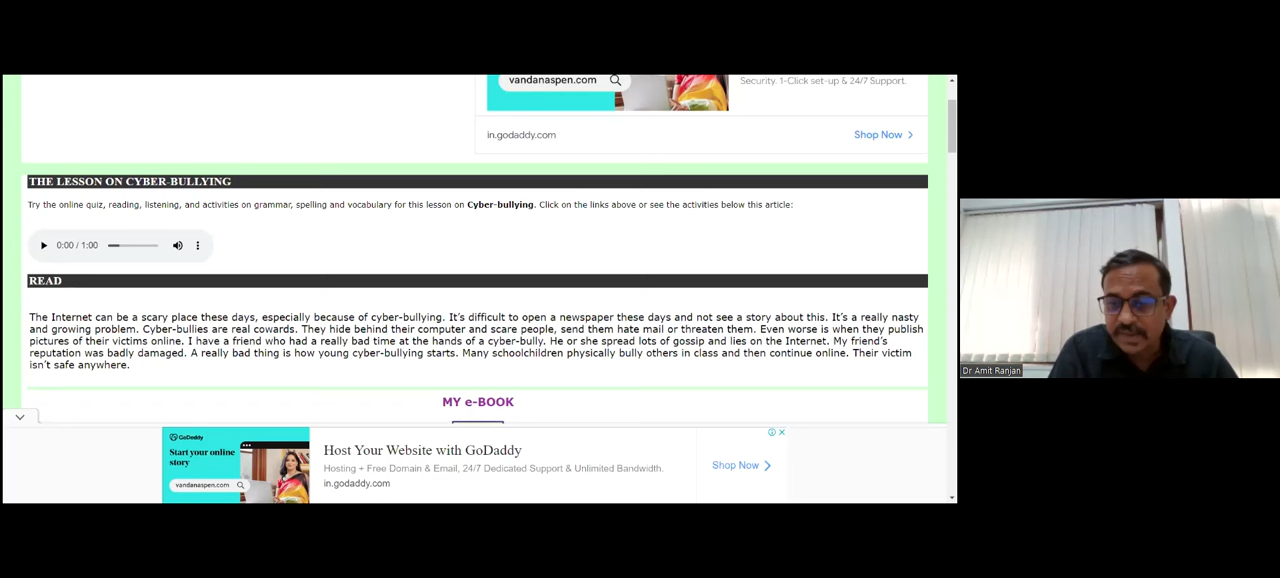 vandanaspen.com
Security. 1-Click set-up & 24/7 Support.
in.godaddy.com
Shop Now
THE LESSON ON CYBER-BULLYING
Try the online quiz, reading, listening, and activities on grammar, spelling and vocabulary for this lesson on Cyber-bullying. Click on the links above or see the activities below this article:
0:00 / 1:00
READ
The Internet can be a scary place these days, especially because of cyber-bullying. It's difficult to open a newspaper these days and not see a story about this. It's a really nasty
and growing problem. Cyber-bullies are real cowards. They hide behind their computer and scare people, send them hate mail or threaten them. Even worse is when they publish
pictures of their victims online. I have a friend who had a really bad time at the hands of a cyber-bully. He or she spread lots of gossip and lies on the Internet. My friend's
reputation was badly damaged. A really bad thing is how young cyber-bullying starts. Many schoolchildren physically bully others in class and then continue online. Their victim
isn't safe anywhere.
MY e-BOOK
GoDaddy
Start your online
story
vandanaspen.com
Host Your Website with GoDaddy
Hosting + Free Domain & Email, 24/7 Dedicated Support & Unlimited Bandwidth.
in.godaddy.com
Shop Now
Dr Amit Ranjan